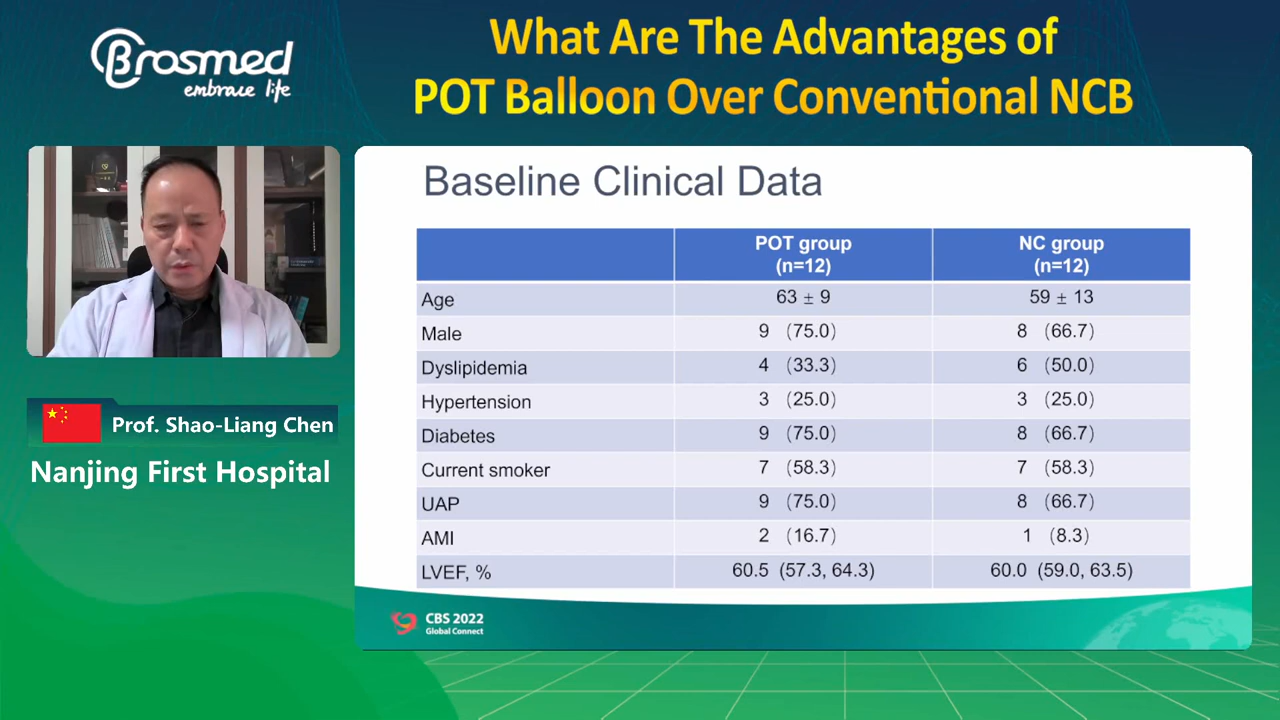 Brosmed
embrace life
What Are The Advantages of
POT Balloon Over Conventional NCB
Prof. Shao-Liang Chen
Nanjing First Hospital
Baseline Clinical Data
POT group (n=12) NC group (n=12)
Age 63 ± 9 59 ± 13
Male 9 (75.0) 8 (66.7)
Dyslipidemia 4 (33.3) 6 (50.0)
Hypertension 3 (25.0) 3 (25.0)
Diabetes 9 (75.0) 8 (66.7)
Current smoker 7 (58.3) 7 (58.3)
UAP 9 (75.0) 8 (66.7)
AMI 2 (16.7) 1 (8.3)
LVEF, % 60.5 (57.3, 64.3) 60.0 (59.0, 63.5)
CBS 2022
Global Connect